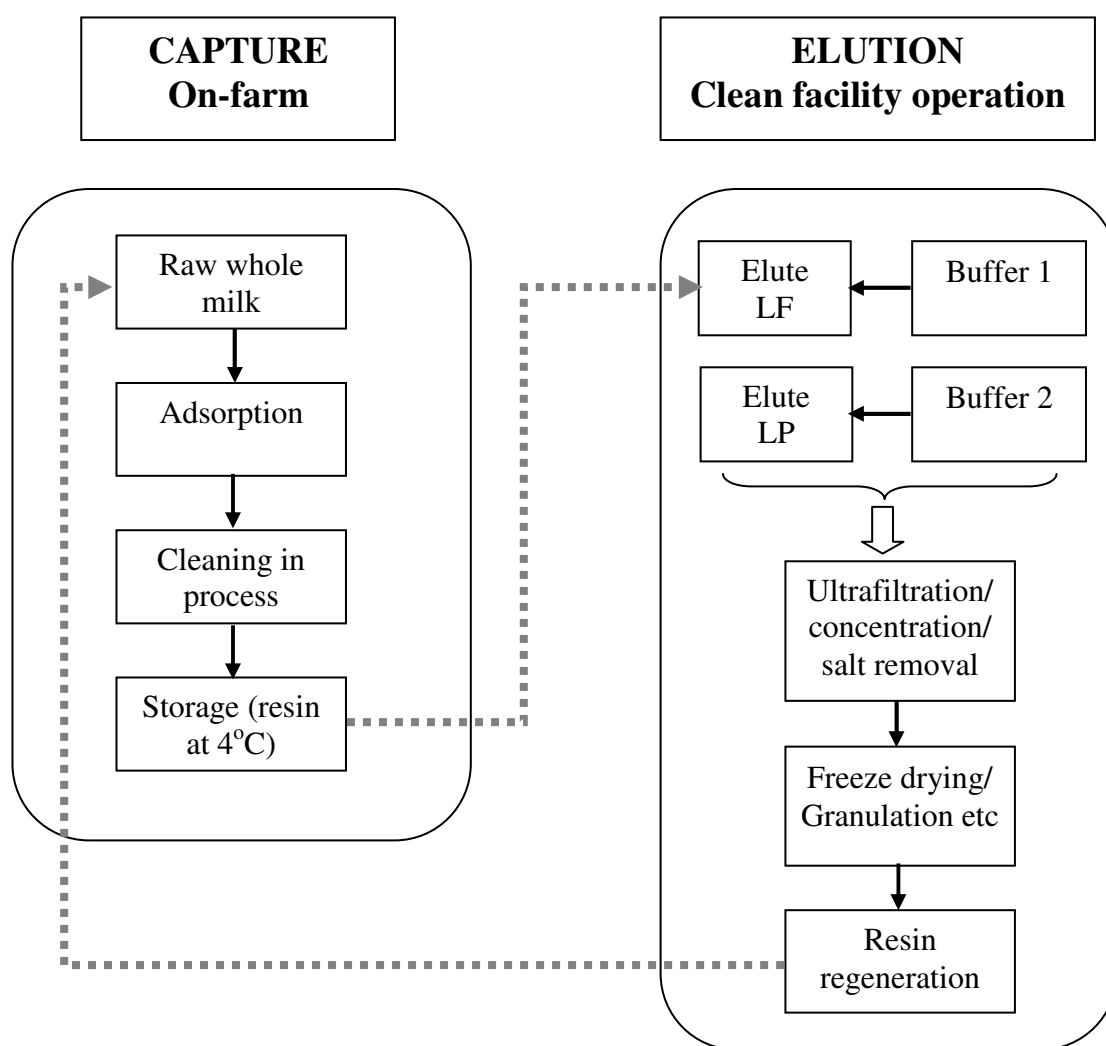 CAPTURE
On-farm
ELUTION
Clean facility operation
Raw whole
milk
Adsorption
Cleaning in
process
Storage (resin
at 4°C)
Elute
LF
Buffer 1
Elute
LP
Buffer 2
Ultrafiltration/
concentration/
salt removal
Freeze drying/
Granulation etc
Resin
regeneration